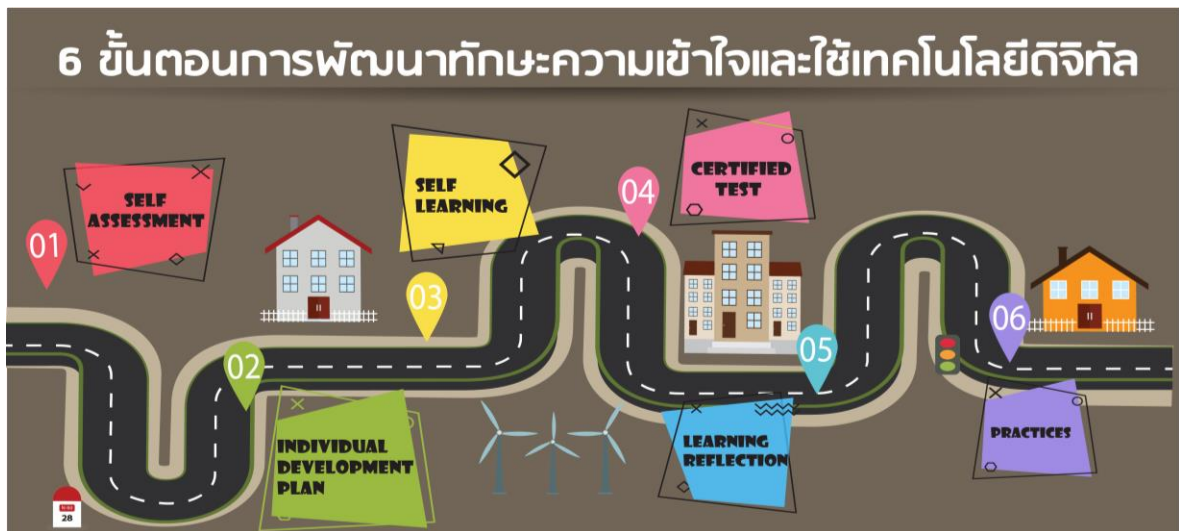 6 ขั้นตอนการพัฒนาทักษะความเข้าใจและใช้เทคโนโลยีดิจิทัล
01
SELF
ASSESSMENT
02
INDIVIDUAL
DEVELOPMENT
PLAN
03
SELF
LEARNING
04
CERTIFIED
TEST
05
LEARNING
REFLECTION
06
PRACTICES
28